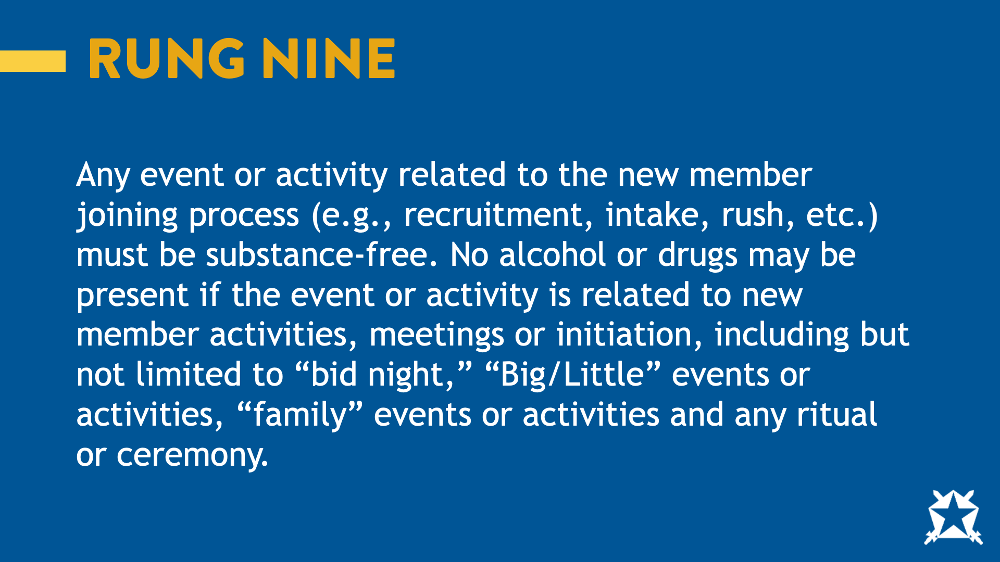 RUNG NINE
Any event or activity related to the new member
joining process (e.g., recruitment, intake, rush, etc.)
must be substance-free. No alcohol or drugs may be
present if the event or activity is related to new
member activities, meetings or initiation, including but
not limited to “bid night,” “Big/Little” events or
activities, “family” events or activities and any ritual
or ceremony.